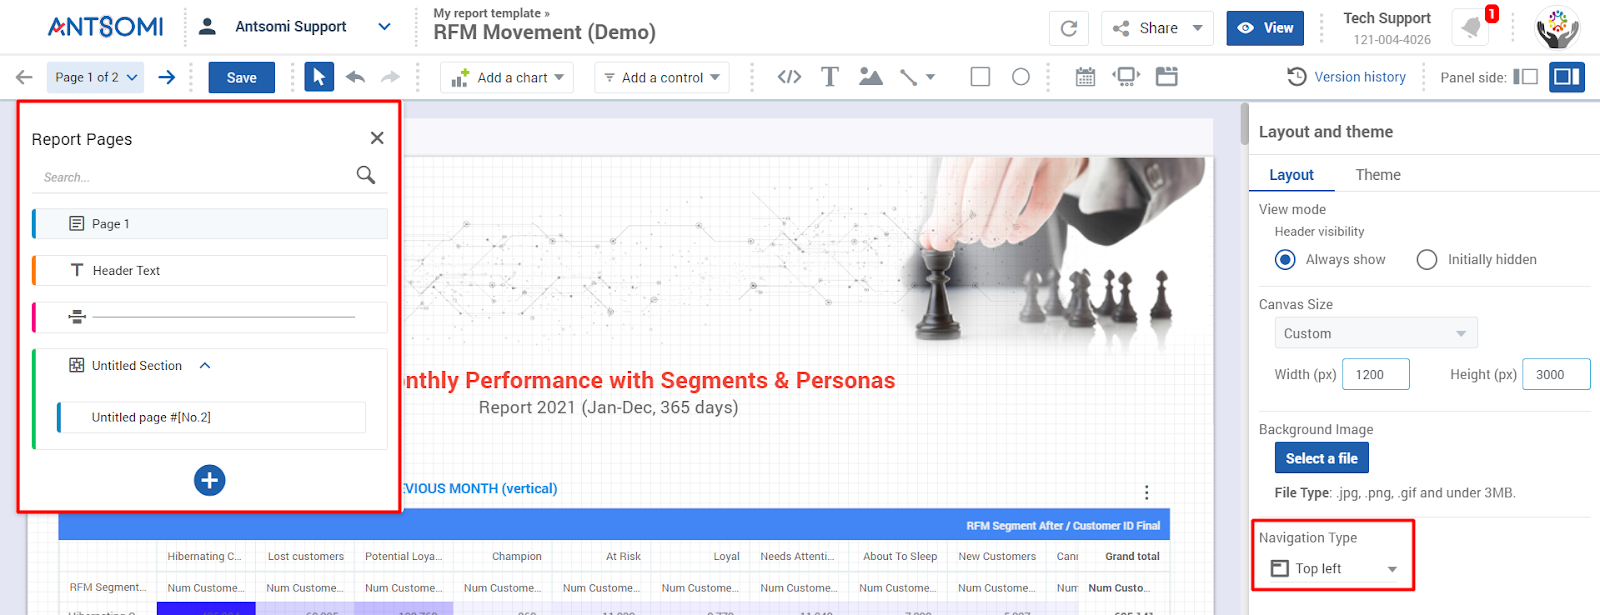 ANTSOMI
Antsomi Support
My report template »
RFM Movement (Demo)
Share
View
Tech Support
121-004-4026
1
Page 1 of 2
Save
Add a chart
Add a control
Version history
Panel side:
Report Pages
Search...
Page 1
Header Text
Untitled Section
Untitled page #[No.2]
nthly Performance with Segments & Personas
Report 2021 (Jan-Dec, 365 days)
EVIOUS MONTH (vertical)
RFM Segment After / Customer ID Final
Hibernating C... Lost customers Potential Loya... Champion At Risk Loyal Needs Attenti... About To Sleep New Customers Can Grand total
RFM Segment... Num Custome... Num Custome... Num Custome... Num Custome... Num Custome... Num Custome... Num Custome... Num Custome... Num Custome... Num Num Custo...
Layout and theme
Layout Theme
View mode
Header visibility
Always show Initially hidden
Canvas Size
Custom
Width (px) 1200 Height (px) 3000
Background Image
Select a file
File Type: .jpg, .png, .gif and under 3MB.
Navigation Type
Top left